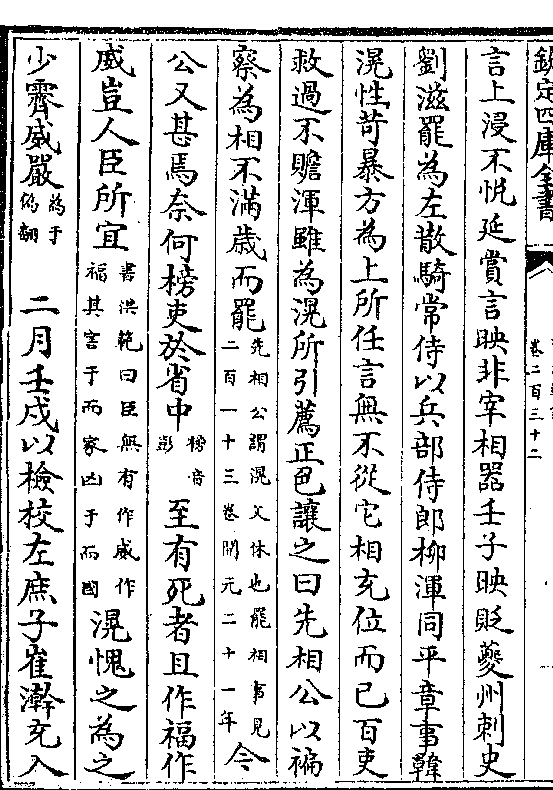 欽定四庫全書
卷二百三十二
言上浸不悅延賞言映非宰相器壬子映貶夔州刺史
劉滋罷為左散騎常侍以兵部侍郎柳渾同平章事韓
滉性苛暴方為上所任言無不從它相充位而已百吏
救過不贍渾雖為滉所引薦正色讓之曰先相公以褊
察為相不滿歲而罷先相公謂滉父休也罷相事見二百一十三卷開元二十一年今
公又甚焉奈何榜吏於省中榜音彭至有死者且作福作
威豈人臣所宜書洪範曰臣無有作威作福其害于而家凶于而國滉愧之為之
少霽威嚴為于偽翻二月壬戌以檢校左庶子崔澣充入